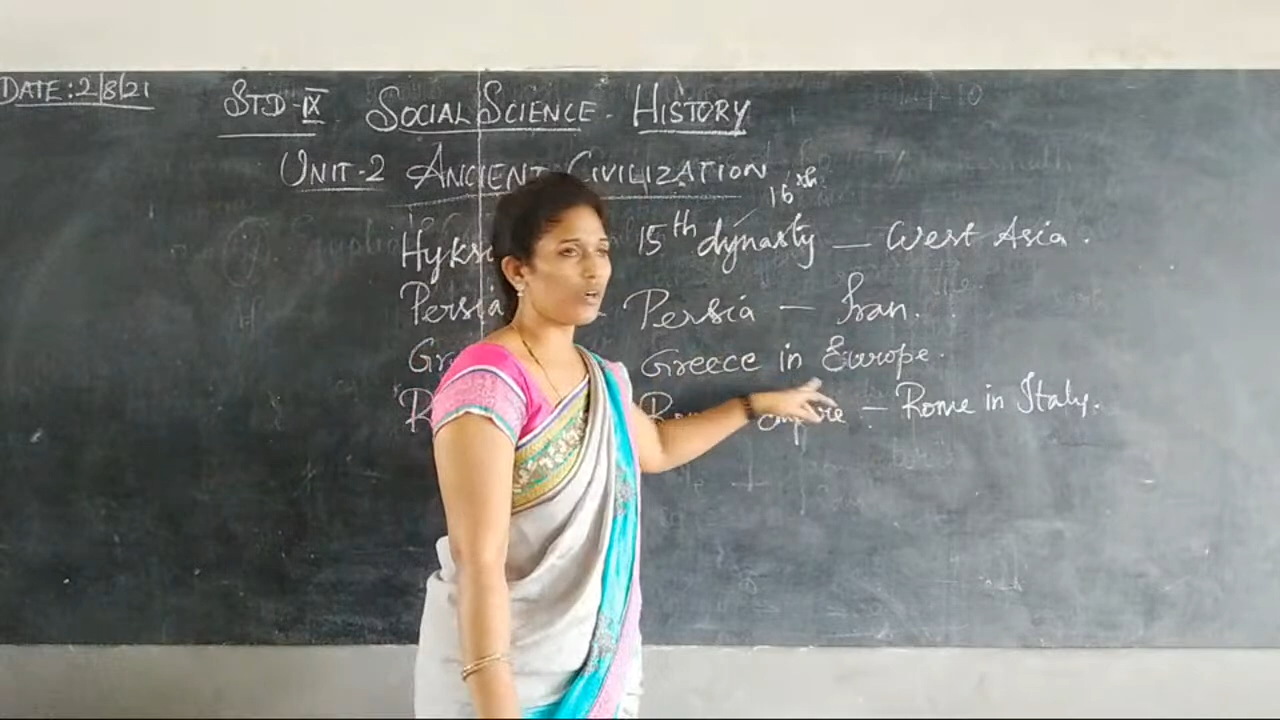 DATE: 2/8/21
STD-IX SOCIAL SCIENCE - HISTORY
UNIT-2 ANCIENT CIVILIZATION
16th
15th dynasty — West Asia.
Persia — Iran.
Greece in Europe.
— Rome in Italy.